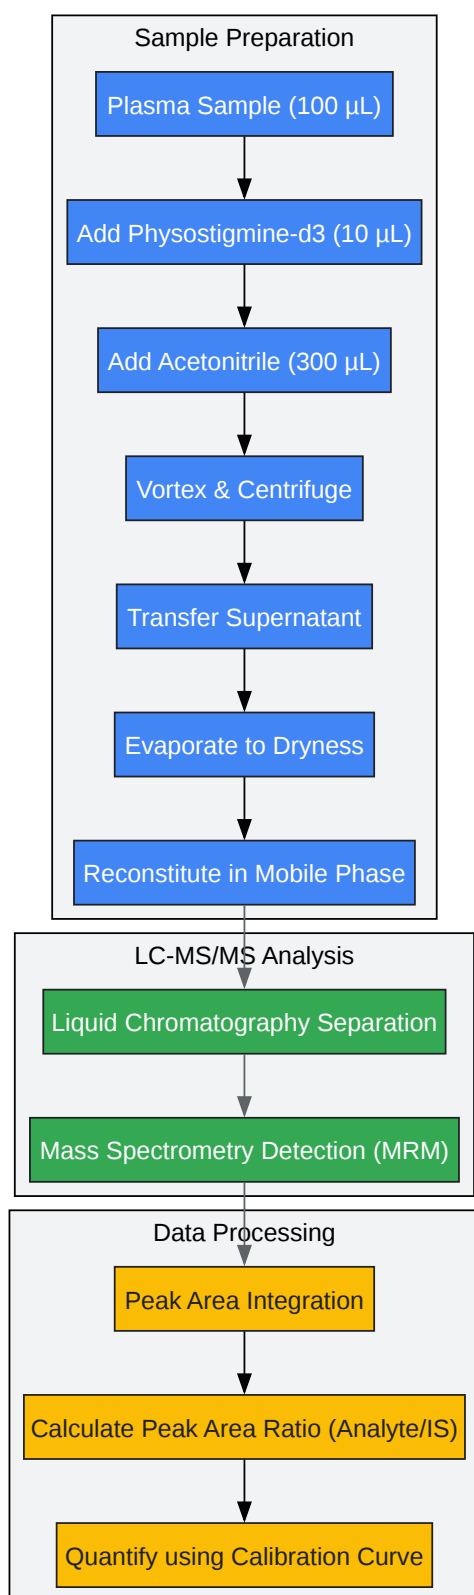 Sample Preparation
Plasma Sample (100 µL)
Add Physostigmine-d3 (10 µL)
Add Acetonitrile (300 µL)
Vortex & Centrifuge
Transfer Supernatant
Evaporate to Dryness
Reconstitute in Mobile Phase
LC-MS/MS Analysis
Liquid Chromatography Separation
Mass Spectrometry Detection (MRM)
Data Processing
Peak Area Integration
Calculate Peak Area Ratio (Analyte/IS)
Quantify using Calibration Curve